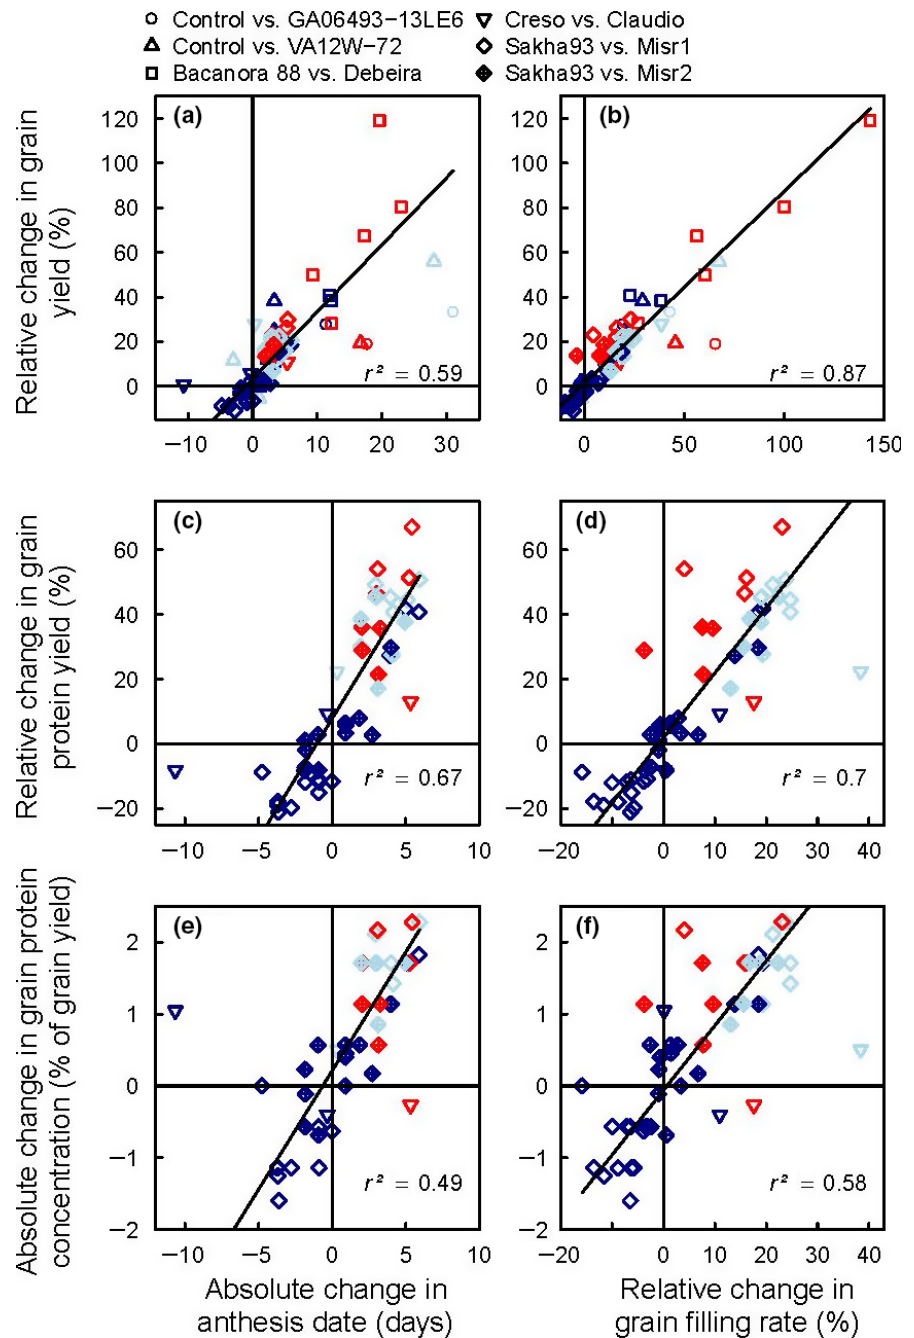 Control vs. GA06493−13LE6
Creso vs. Claudio
Control vs. VA12W−72
Sakha93 vs. Misr1
Bacanora 88 vs. Debeira
Sakha93 vs. Misr2
Relative change in grain
yield (%)
(a)
120
100
80
60
40
20
0
r² = 0.59
−10 0 10 20 30
(b)
r² = 0.87
0 50 100 150
Relative change in grain
protein yield (%)
(c)
60
40
20
0
−20
r² = 0.67
−10 −5 0 5 10
(d)
r² = 0.7
−20 −10 0 10 20 30 40
Absolute change in grain protein
concentration (% of grain yield)
(e)
2
1
0
−1
−2
r² = 0.49
−10 −5 0 5 10
(f)
r² = 0.58
−20 −10 0 10 20 30 40
Absolute change in
anthesis date (days)
Relative change in
grain filling rate (%)